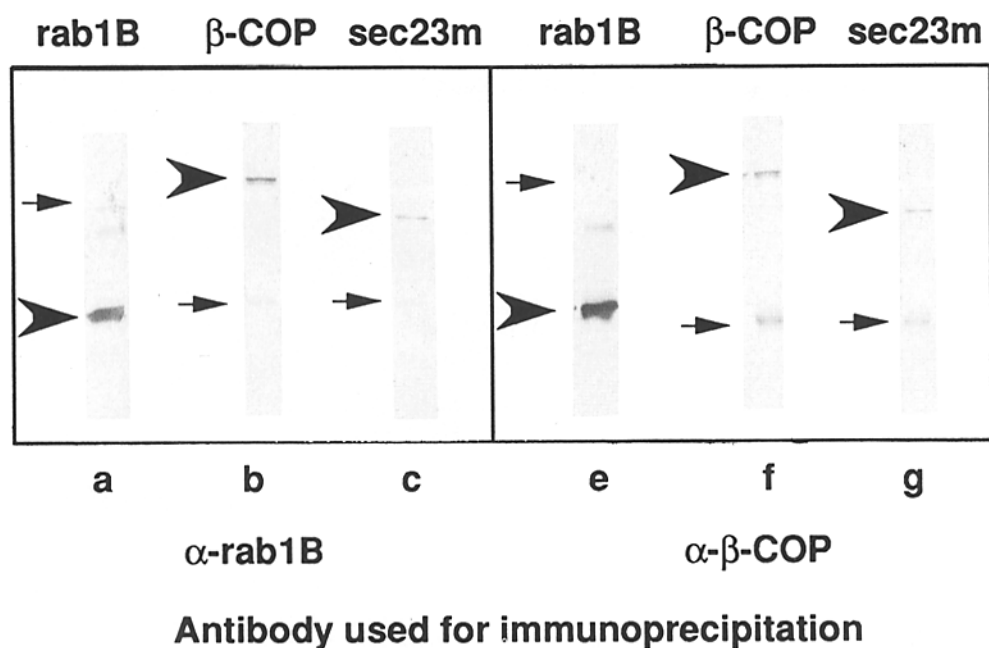 rab1B β-COP sec23m rab1B β-COP sec23m
a b c e f g
α-rab1B α-β-COP
Antibody used for immunoprecipitation